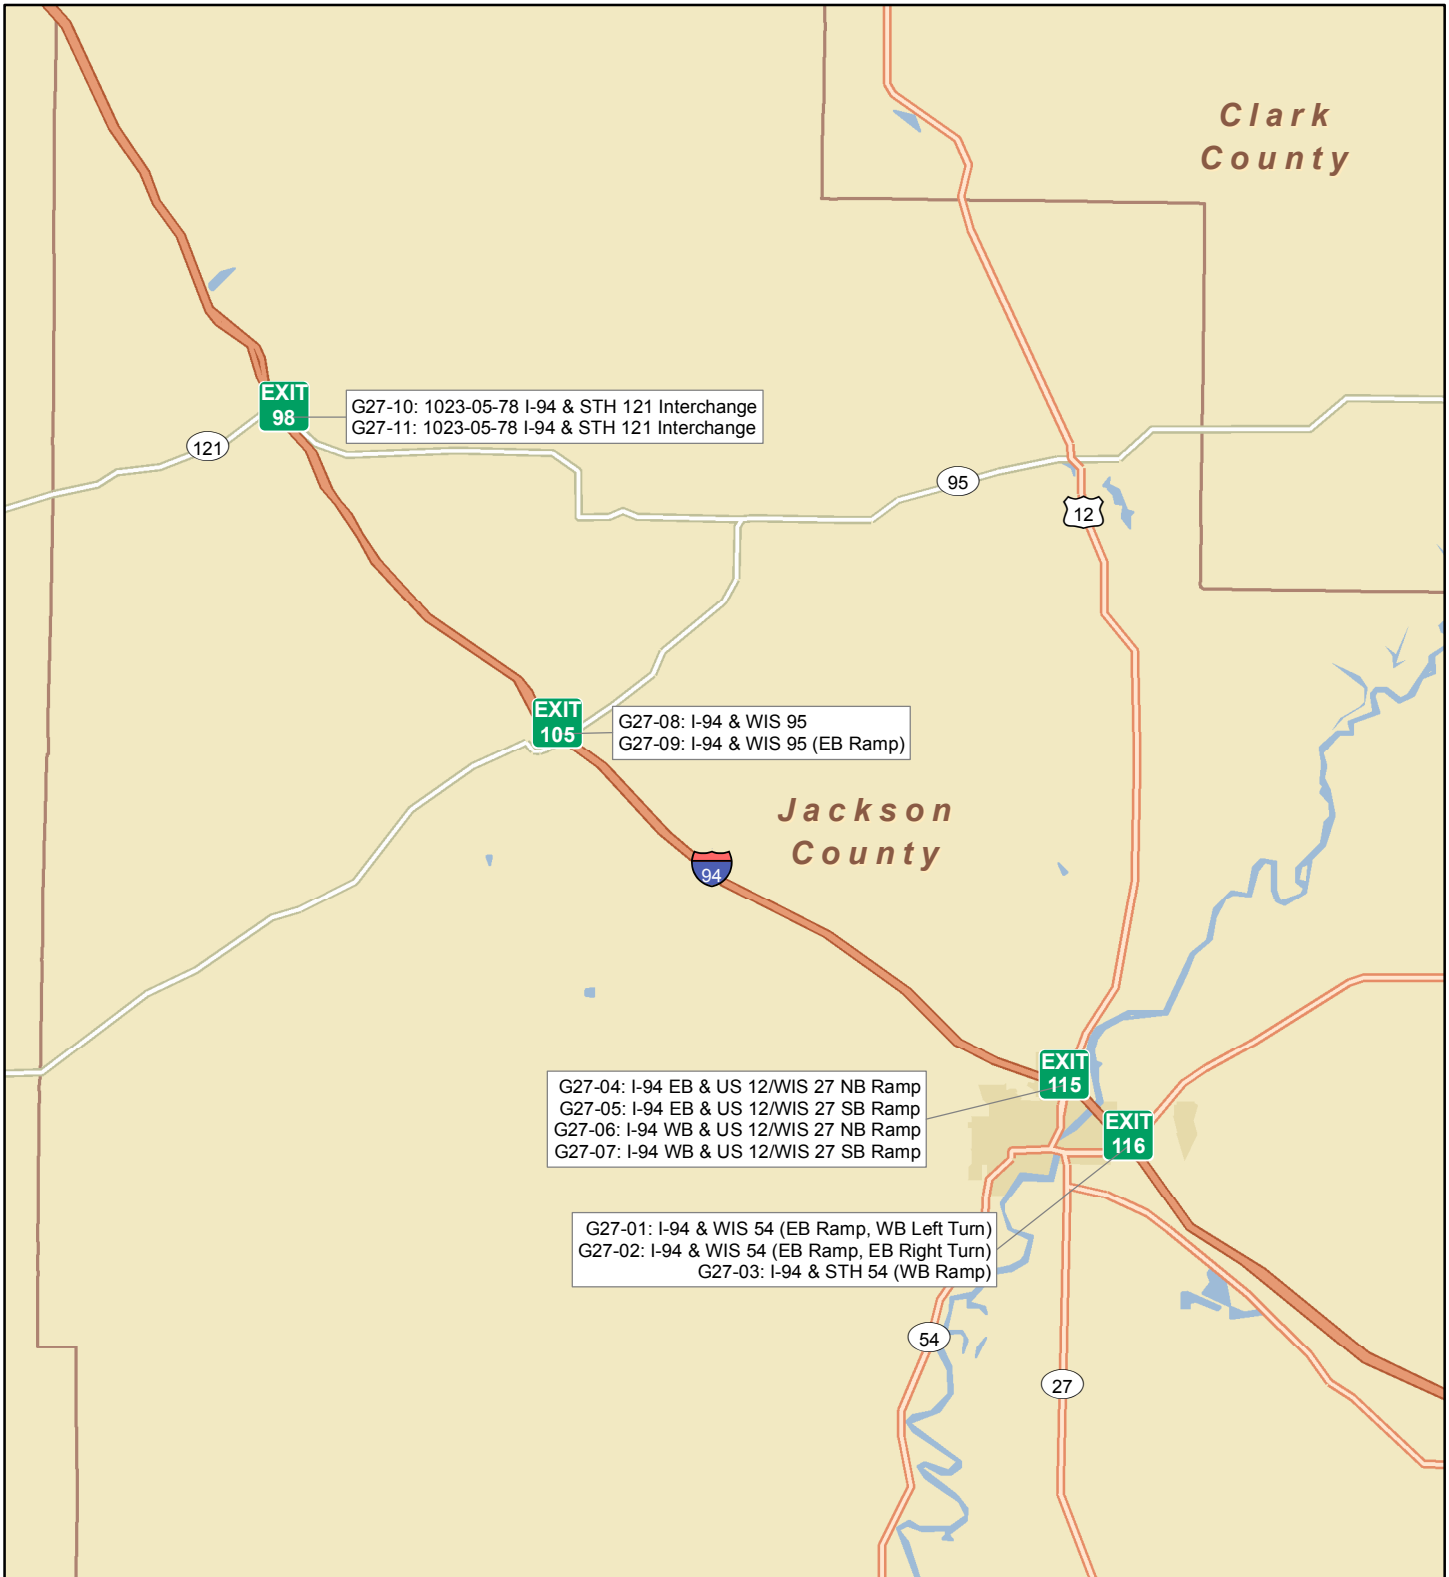 Clark
County
EXIT
98
G27-10: 1023-05-78 I-94 & STH 121 Interchange
G27-11: 1023-05-78 I-94 & STH 121 Interchange
121
95
12
EXIT
105
G27-08: I-94 & WIS 95
G27-09: I-94 & WIS 95 (EB Ramp)
Jackson
County
94
EXIT
115
G27-04: I-94 EB & US 12/WIS 27 NB Ramp
G27-05: I-94 EB & US 12/WIS 27 SB Ramp
G27-06: I-94 WB & US 12/WIS 27 NB Ramp
G27-07: I-94 WB & US 12/WIS 27 SB Ramp
EXIT
116
G27-01: I-94 & WIS 54 (EB Ramp, WB Left Turn)
G27-02: I-94 & WIS 54 (EB Ramp, EB Right Turn)
G27-03: I-94 & STH 54 (WB Ramp)
54
27